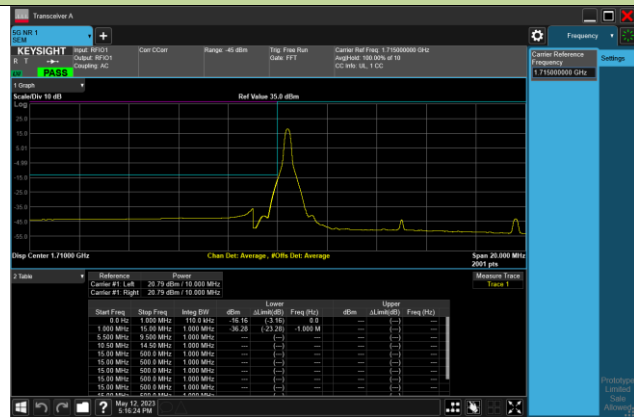 Transceiver A
5G NR 1
SEM
Frequency
KEYSIGHT
R T
PASS
Input: RFIO1
Output: RFIO1
Coupling: AC
Corr CCorr
Range: -45 dBm
Trig: Free Run
Gate: FFT
Carrier Ref Freq: 1.715000000 GHz
Avg|Hold: 100.00% of 10
CC Info: UL, 1 CC
Carrier Reference
Frequency
1.715000000 GHz
Settings
1 Graph
Scale/Div 10 dB
Ref Value 35.0 dBm
Log
25.0
15.0
5.01
-4.99
-15.0
-25.0
-35.0
-45.0
-55.0
Disp Center 1.71000 GHz
Chan Det: Average , #Offs Det: Average
Span 20.000 MHz
2001 pts
2 Table
Reference Power
Carrier #1: Left 20.79 dBm / 10.000 MHz
Carrier #1: Right 20.79 dBm / 10.000 MHz
Measure Trace
Trace 1
Lower Upper
Start Freq Stop Freq Integ BW dBm ΔLimit(dB) Freq (Hz) dBm ΔLimit(dB) Freq (Hz)
0.0 Hz 1.000 MHz 110.0 kHz -16.16 (-3.16) 0.0 --- (---) ---
1.000 MHz 15.00 MHz 1.000 MHz -36.28 (-23.28) -1.000 M --- (---) ---
5.500 MHz 9.500 MHz 1.000 MHz --- (---) --- --- (---) ---
10.50 MHz 14.50 MHz 1.000 MHz --- (---) --- --- (---) ---
15.00 MHz 500.0 MHz 1.000 MHz --- (---) --- --- (---) ---
15.00 MHz 500.0 MHz 1.000 MHz --- (---) --- --- (---) ---
15.00 MHz 500.0 MHz 1.000 MHz --- (---) --- --- (---) ---
15.00 MHz 500.0 MHz 1.000 MHz --- (---) --- --- (---) ---
15.00 MHz 500.0 MHz 1.000 MHz
May 12, 2023
5:16:24 PM
Prototype
Limited
Sale
Allowed